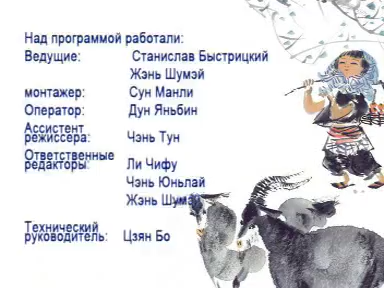 Над программой работали:
Ведущие: Станислав Быстрицкий
Жэнь Шумэй
монтажер: Сун Манли
Оператор: Дун Яньбин
Ассистент
режиссера: Чэнь Тун
Ответственные
редакторы: Ли Чифу
Чэнь Юньлай
Жэнь Шумэй
Технический
руководитель: Цзян Бо